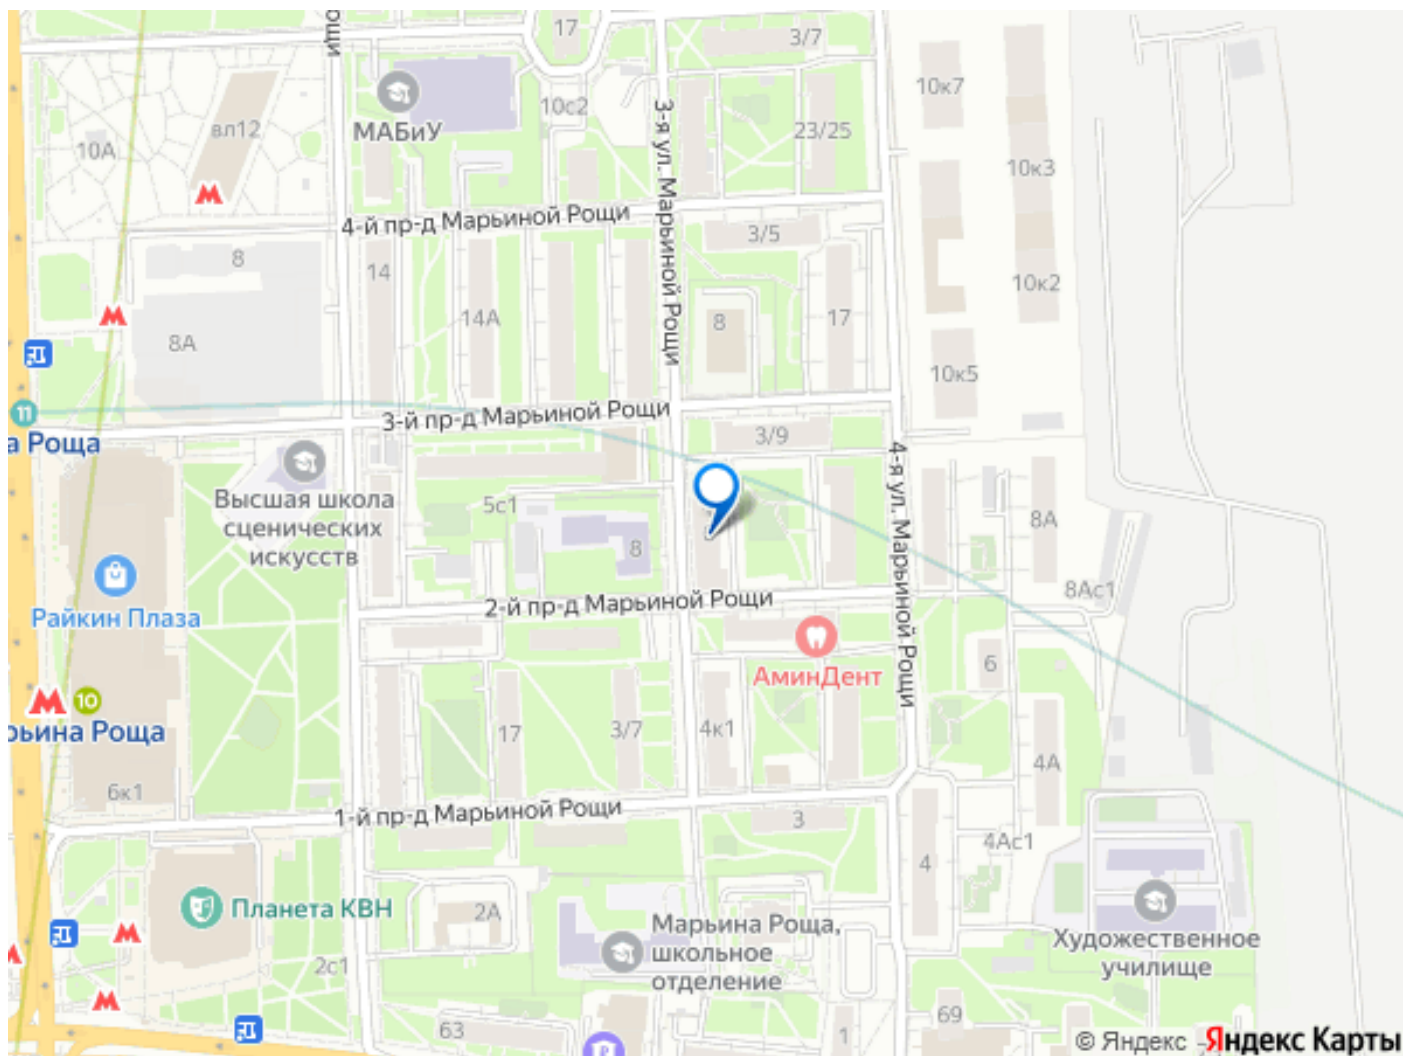 ощи
17
3/7
МАБиУ
10А
вл12
10с2
3-я ул. Марьиной Рощи
23/25
10к7
10к3
4-й пр-д Марьиной Рощи
3/5
8
14
10к2
14А
8
17
8А
10к5
11
а Роща
3-й пр-д Марьиной Рощи
3/9
4-я ул. Марьиной Рощи
Высшая школа
сценических
искусств
5с1
8
8А
8Ас1
Райкин Плаза
2-й пр-д Марьиной Рощи
АминДент
6
10
рьина Роща
17
3/7
4к1
4А
6к1
1-й пр-д Марьиной Рощи
3
4
4Ас1
Планета КВН
2А
2с1
Марьина Роща,
школьное
отделение
Художественное
училище
63
1
69
© Яндекс Яндекс Карты